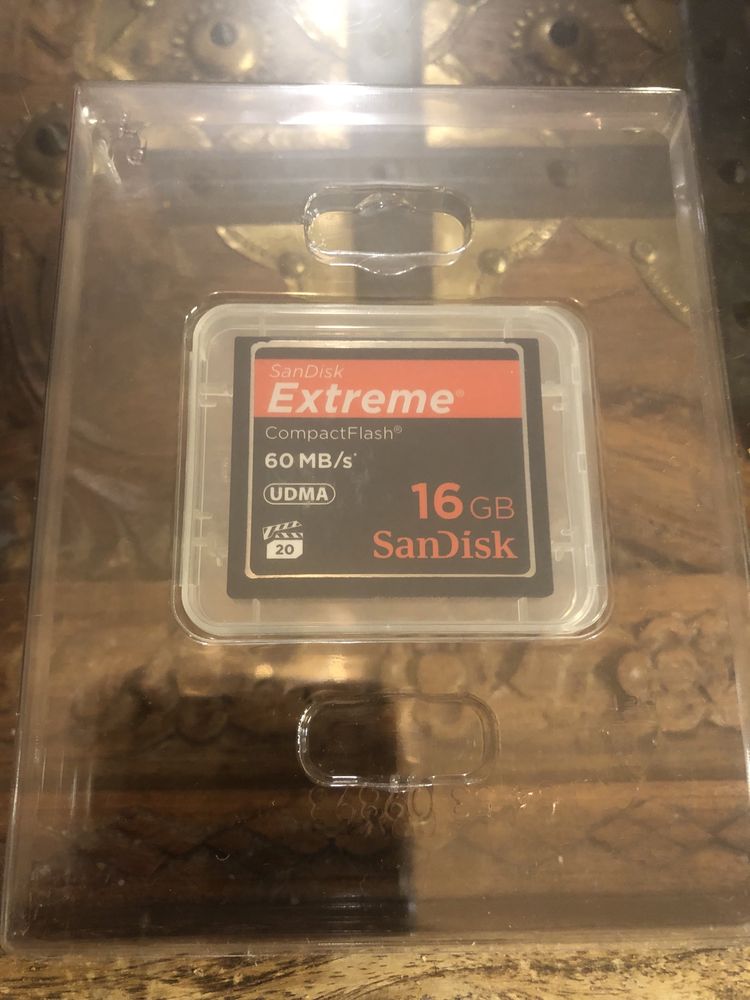 SanDisk
Extreme®
CompactFlash®
60 MB/s*
UDMA
16 GB
20
SanDisk